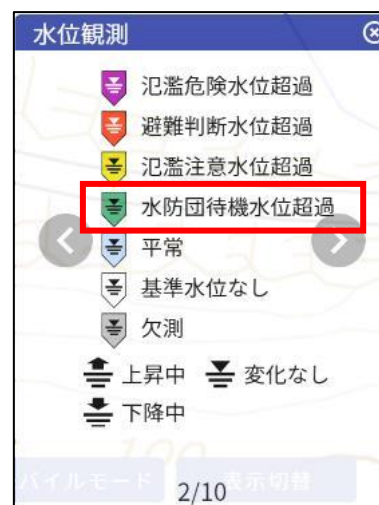 水位観測
氾濫危険水位超過
避難判断水位超過
氾濫注意水位超過
水防団待機水位超過
平常
基準水位なし
欠測
上昇中 変化なし
下降中
100
バイルモード 表示切替
2/10